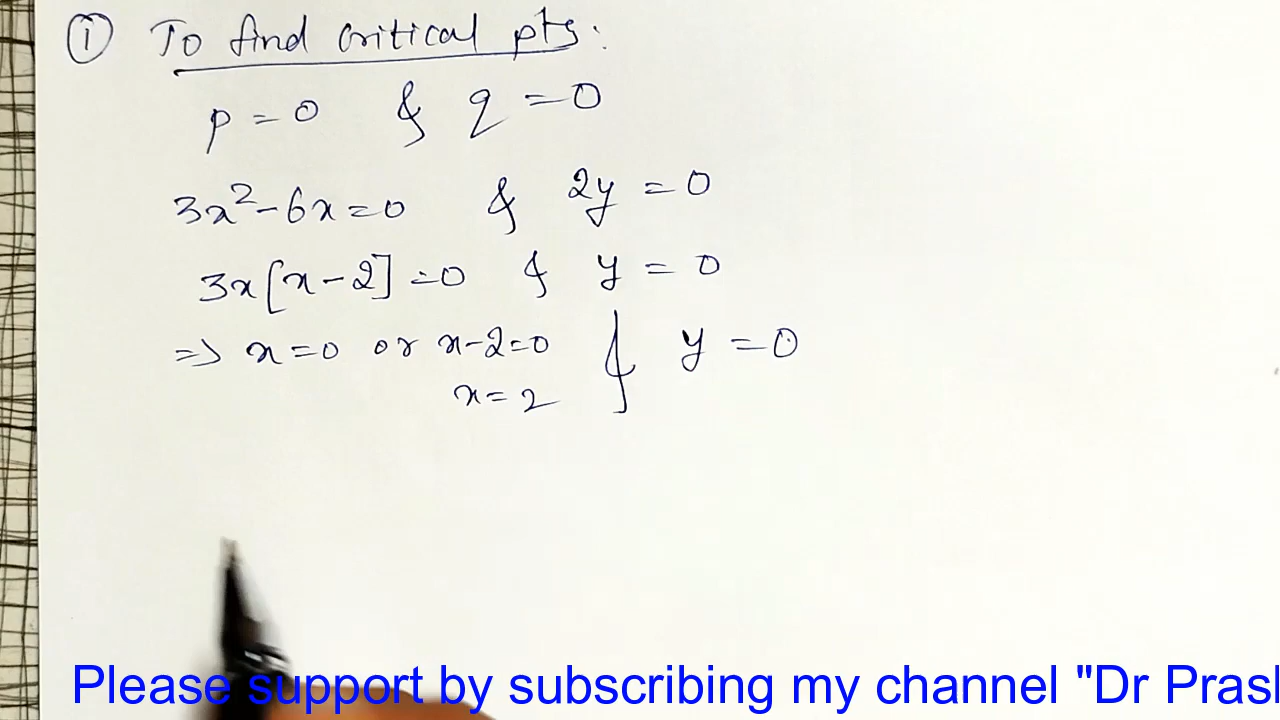 ① To find critical pts:
p = 0 & q = 0
3x² - 6x = 0 & 2y = 0
3x[x - 2] = 0 & y = 0
=> x = 0 or x - 2 = 0 & y = 0
x = 2
Please support by subscribing my channel "Dr Pras